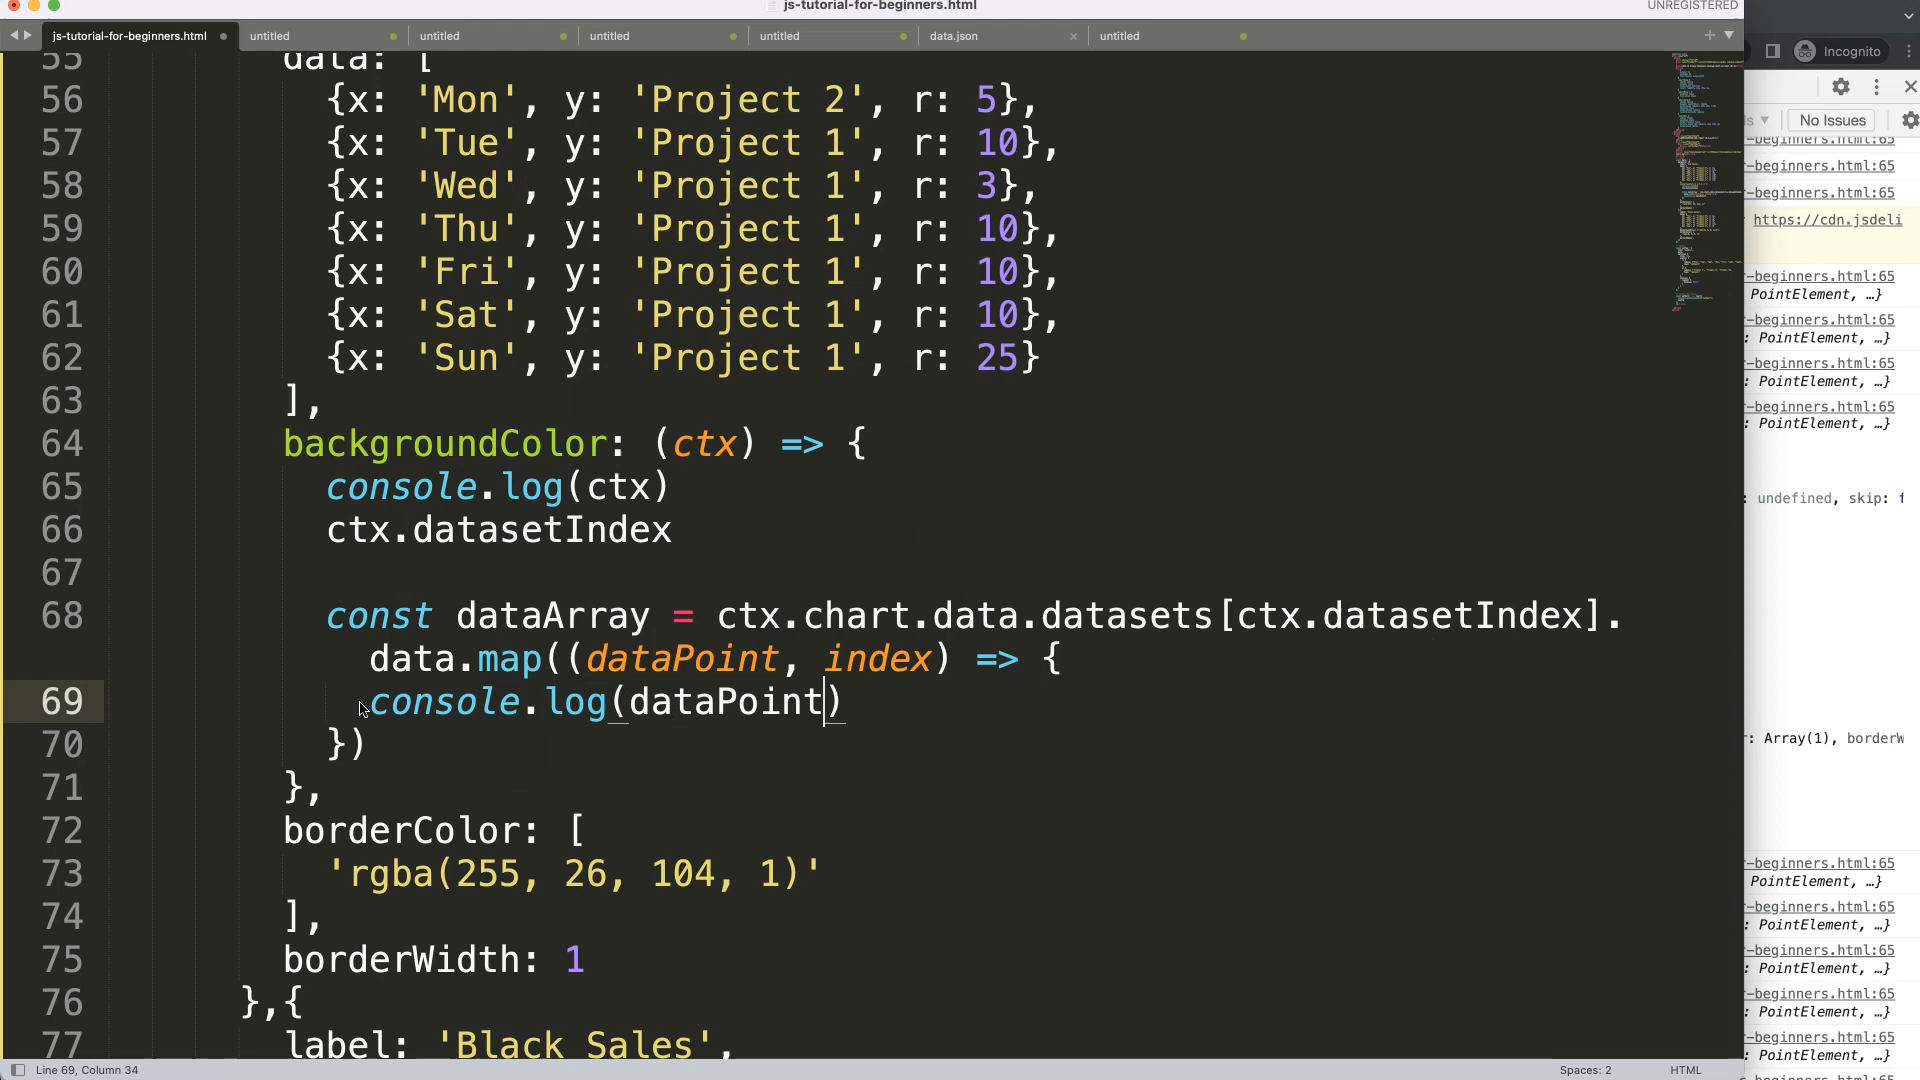 js-tutorial-for-beginners.html
UNREGISTERED
js-tutorial-for-beginners.html
untitled
untitled
untitled
untitled
data.json
untitled
Incognito
No Issues
55 data: [
56 {x: 'Mon', y: 'Project 2', r: 5},
57 {x: 'Tue', y: 'Project 1', r: 10},
58 {x: 'Wed', y: 'Project 1', r: 3},
59 {x: 'Thu', y: 'Project 1', r: 10},
60 {x: 'Fri', y: 'Project 1', r: 10},
61 {x: 'Sat', y: 'Project 1', r: 10},
62 {x: 'Sun', y: 'Project 1', r: 25}
63 ],
64 backgroundColor: (ctx) => {
65 console.log(ctx)
66 ctx.datasetIndex
67
68 const dataArray = ctx.chart.data.datasets[ctx.datasetIndex].
data.map((dataPoint, index) => {
69 console.log(dataPoint)
70 })
71 },
72 borderColor: [
73 'rgba(255, 26, 104, 1)'
74 ],
75 borderWidth: 1
76 },{
77 label: 'Black Sales',
-beginners.html:65
-beginners.html:65
-beginners.html:65
https://cdn.jsdeli
r-beginners.html:65
PointElement, …}
r-beginners.html:65
: PointElement, …}
r-beginners.html:65
: PointElement, …}
r-beginners.html:65
PointElement, …}
: undefined, skip: f
r: Array(1), borderW
r-beginners.html:65
PointElement, …}
r-beginners.html:65
: PointElement, …}
r-beginners.html:65
: PointElement, …}
r-beginners.html:65
: PointElement, …}
r-beginners.html:65
: PointElement, …}
Line 69, Column 34
Spaces: 2
HTML